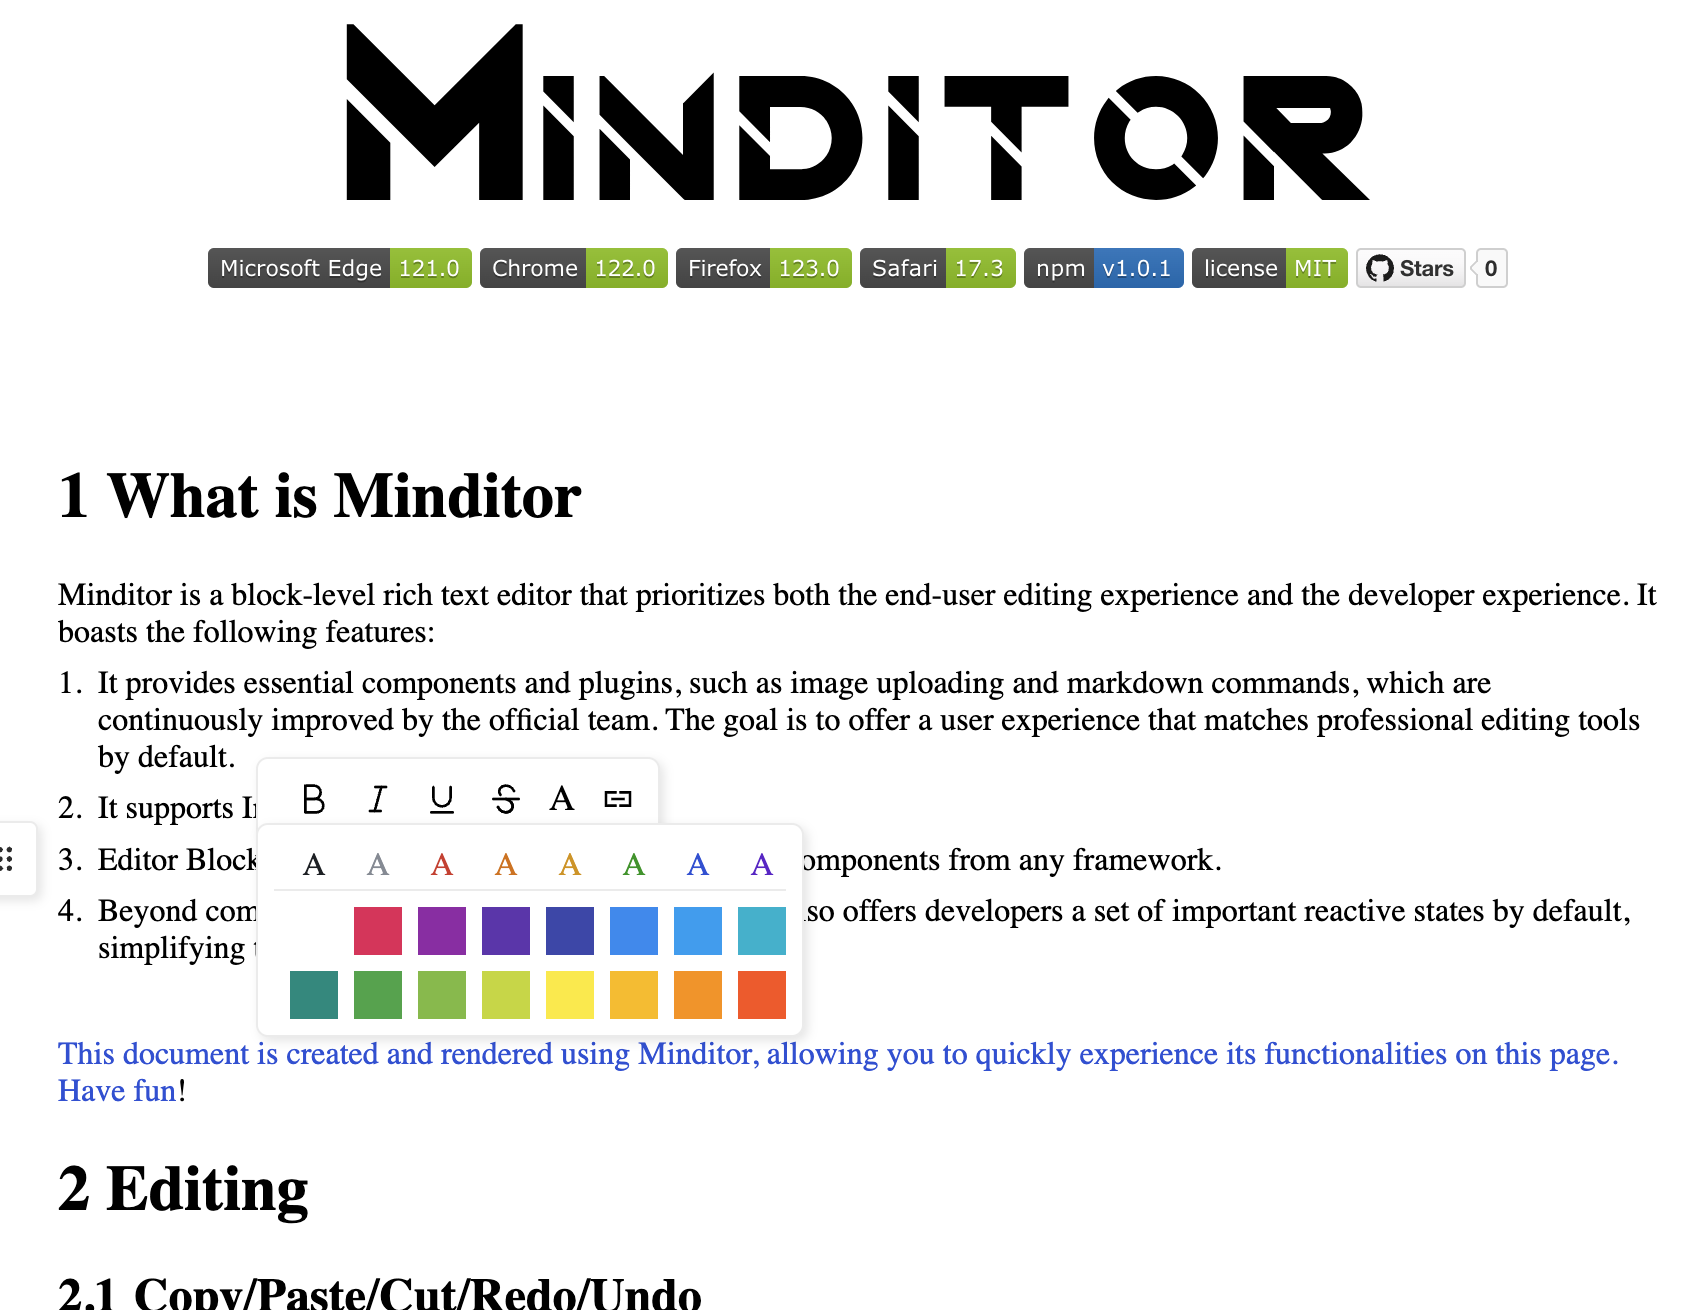 MINDITOR
Microsoft Edge 121.0 Chrome 122.0 Firefox 123.0 Safari 17.3 npm v1.0.1 license MIT Stars 0
1 What is Minditor
Minditor is a block-level rich text editor that prioritizes both the end-user editing experience and the developer experience. It
boasts the following features:
1. It provides essential components and plugins, such as image uploading and markdown commands, which are
continuously improved by the official team. The goal is to offer a user experience that matches professional editing tools
by default.
B I U S A
2. It supports
3. Editor Block
A A A A A A A A
from any framework.
4. Beyond
offers developers a set of important reactive states by default,
simplifying
This document is created and rendered using Minditor, allowing you to quickly experience its functionalities on this page.
Have fun!
2 Editing
2.1 Copy/Paste/Cut/Redo/Undo